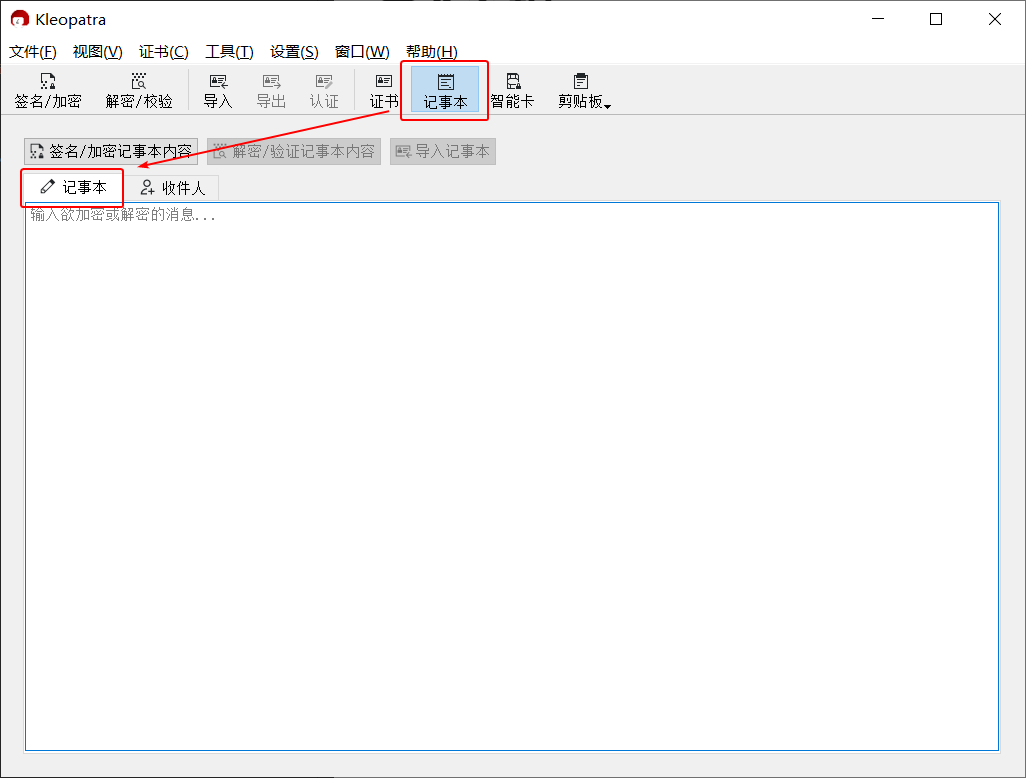 Kleopatra
文件(F) 视图(V) 证书(C) 工具(T) 设置(S) 窗口(W) 帮助(H)
签名/加密 解密/校验 导入 导出 认证 证书 记事本 智能卡 剪贴板
签名/加密记事本内容 解密/验证记事本内容 导入记事本
记事本 收件人
输入欲加密或解密的消息...